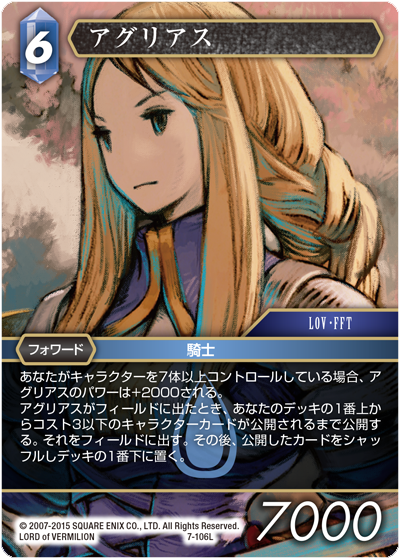 6
アグリアス
LOV・FFT
フォワード
騎士
あなたがキャラクターを7体以上コントロールしている場合、ア
グリアスのパワーは+2000される。
アグリアスがフィールドに出たとき、あなたのデッキの1番上か
らコスト3以下のキャラクターカードが公開されるまで公開す
る。それをフィールドに出す。その後、公開したカードをシャッ
フルしデッキの1番下に置く。
© 2007-2015 SQUARE ENIX CO., LTD. All Rights Reserved.
LORD of VERMILION
7-106L
7000